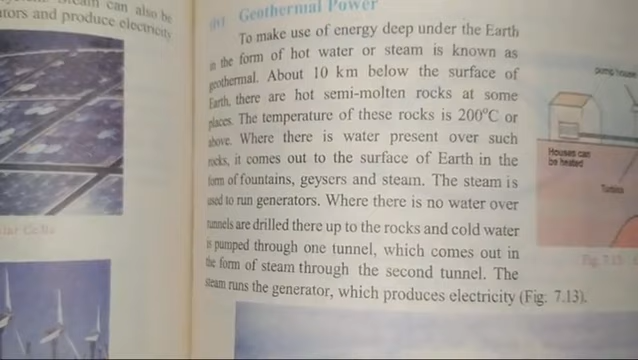 can also be
and produce electricity
Geothermal Power
To make use of energy deep under the Earth
in the form of hot water or steam is known as
geothermal. About 10 km below the surface of
Earth, there are hot semi-molten rocks at some
places. The temperature of these rocks is 200°C or
above. Where there is water present over such
rocks, it comes out to the surface of Earth in the
form of fountains, geysers and steam. The steam is
used to run generators. Where there is no water over
tunnels are drilled there up to the rocks and cold water
is pumped through one tunnel, which comes out in
the form of steam through the second tunnel. The
steam runs the generator, which produces electricity (Fig: 7.13).
pump house
Houses can
be heated
Fig. 7.13